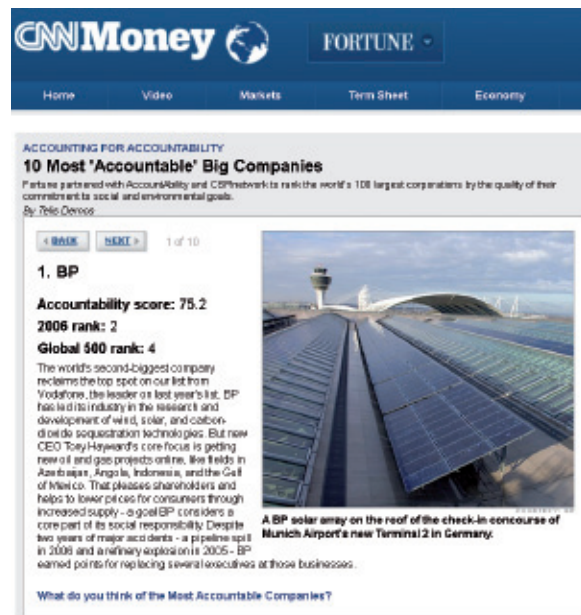 CNNMoney
FORTUNE
Home Video Markets Term Sheet Economy
ACCOUNTING FOR ACCOUNTABILITY
10 Most 'Accountable' Big Companies
Fortune partnered with AccountAbility and CSRnetwork to rank the world's 100 largest corporations by the quality of their
commitment to social and environmental goals.
By Telis Demos
< BACK NEXT > 1 of 10
1. BP
Accountability score: 75.2
2006 rank: 2
Global 500 rank: 4
The world's second-biggest company
reclaims the top spot on our list from
Vodafone, the leader on last year's list. BP
has led its industry in the research and
development of wind, solar, and carbon-
dioxide sequestration technologies. But new
CEO Tony Hayward's core focus is getting
new oil and gas projects online, like fields in
Azerbaijan, Angola, Indonesia, and the Gulf
of Mexico. That pleases shareholders and
helps to lower prices for consumers through
increased supply - a goal BP considers a
core part of its social responsibility. Despite
two years of major accidents - a pipeline spill
in 2006 and a refinery explosion in 2005 - BP
earned points for replacing several executives at those businesses.
A BP solar array on the roof of the check-in concourse of
Munich Airport's new Terminal 2 in Germany.
What do you think of the Most Accountable Companies?